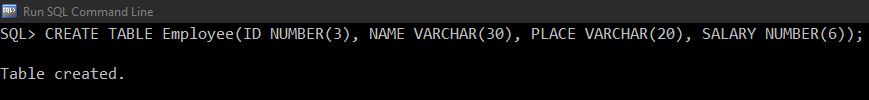 Run SQL Command Line
SQL> CREATE TABLE Employee(ID NUMBER(3), NAME VARCHAR(30), PLACE VARCHAR(20), SALARY NUMBER(6));
Table created.